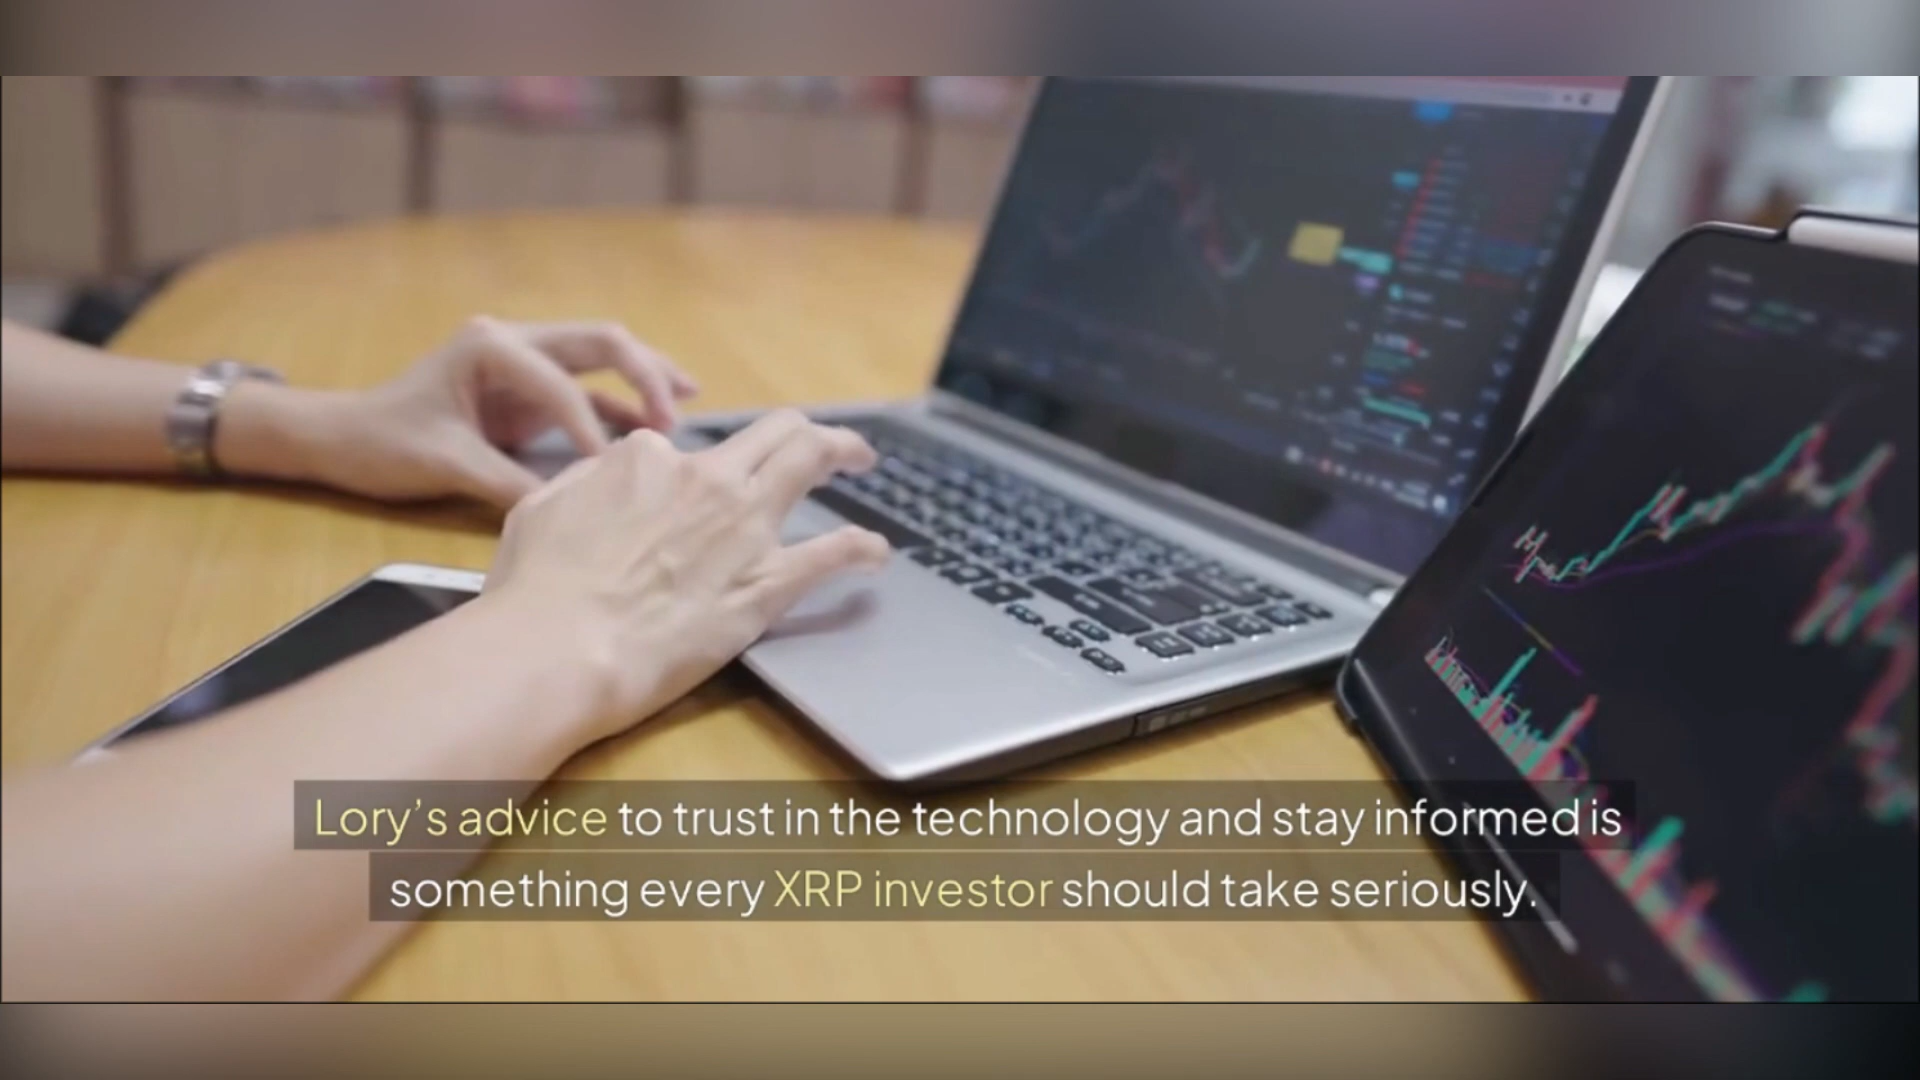 Lory's advice to trust in the technology and stay informed is
something every XRP investor should take seriously.